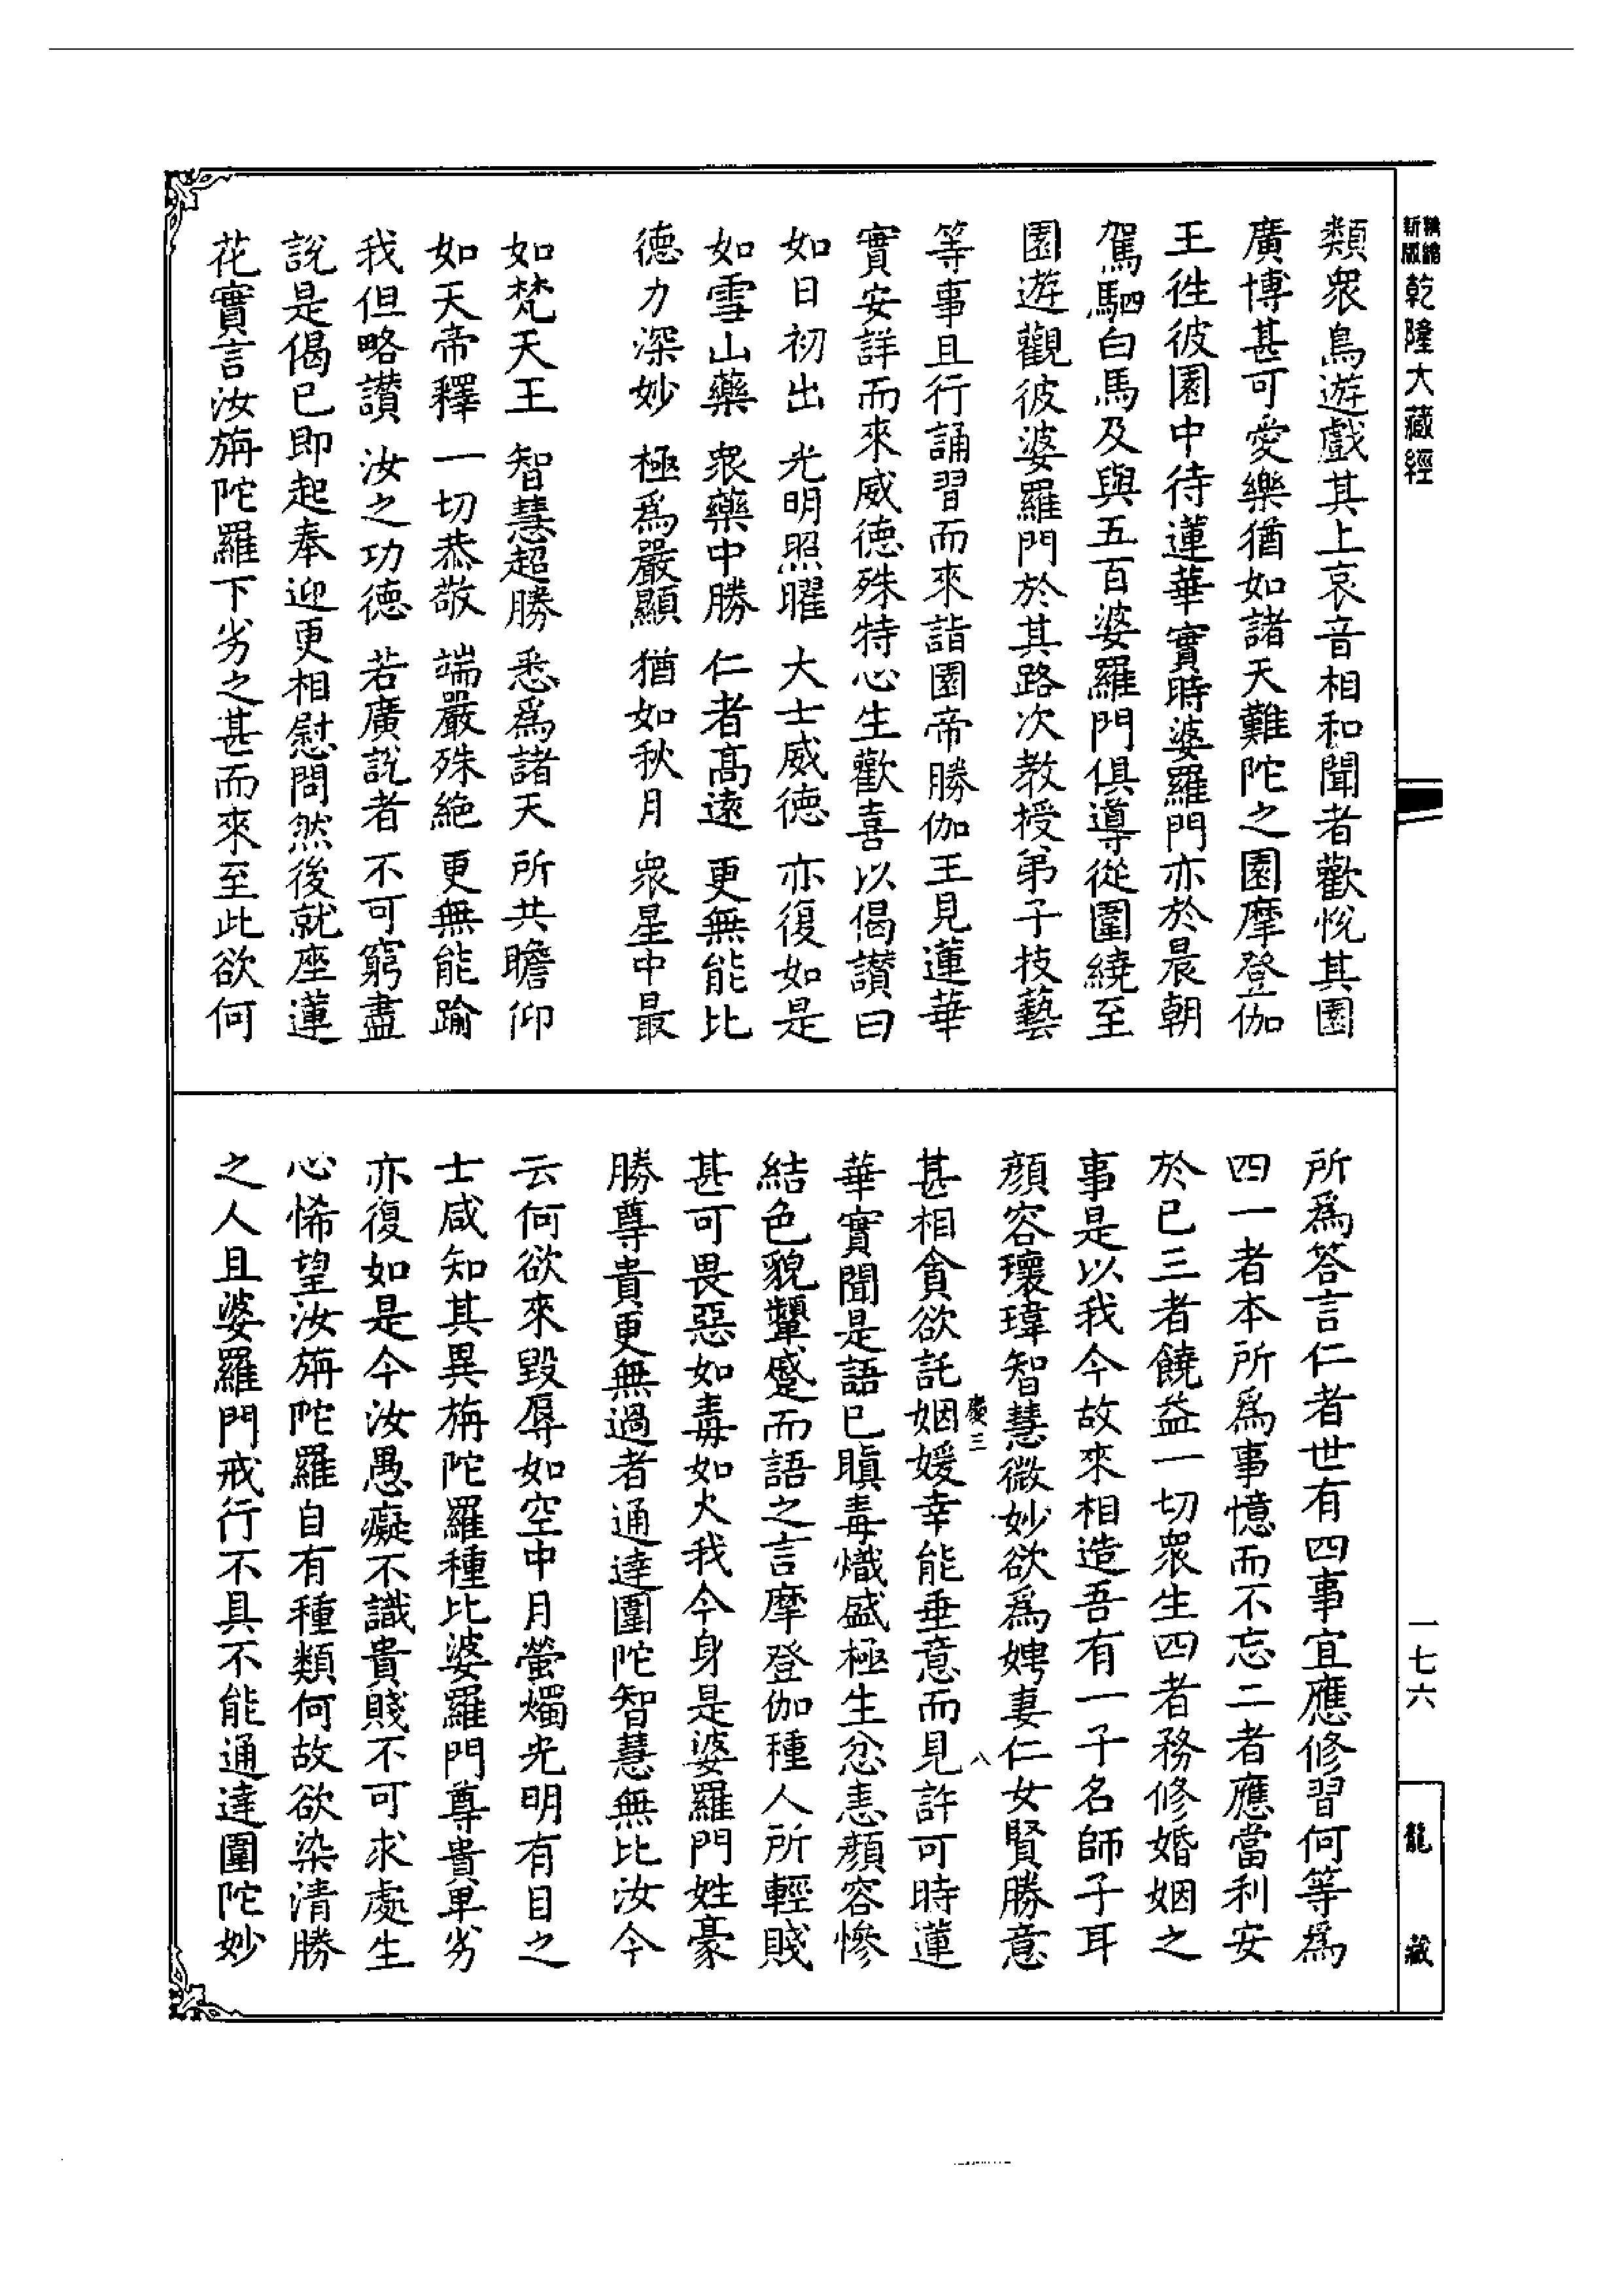 新版
精編
乾隆大藏經
類衆鳥遊戲其上哀音相和聞者歡悅其園
廣博甚可愛樂猶如諸天難陀之園摩登伽
王徃彼園中待蓮華實時婆羅門亦於晨朝
駕駟白馬及與五百婆羅門俱導從圍繞至
園遊觀彼婆羅門於其路次教授弟子技藝
等事且行誦習而來詣園帝勝伽王見蓮華
實安詳而來威德殊特心生歡喜以偈讃曰
如日初出 光明照曜 大士威德 亦復如是
如雪山藥 衆藥中勝 仁者高遠 更無能比
德力深妙 極爲嚴顯 猶如秋月 衆星中最
如梵天王 智慧超勝 悉爲諸天 所共瞻仰
如天帝釋 一切恭敬 端嚴殊絶 更無能踰
我但略讃 汝之功德 若廣說者 不可窮盡
說是偈已即起奉迎更相慰問然後就座蓮
花實言汝旃陀羅下劣之甚而來至此欲何
所爲答言仁者世有四事宜應修習何等爲
四一者本所爲事憶而不忘二者應當利安
於已三者饒益一切衆生四者務修婚姻之
事是以我今故來相造吾有一子名師子耳
顔容瓌瑋智慧微妙欲爲娉妻仁女賢勝意
甚相貪欲託姻媛幸能垂意而見許可時蓮
慶三
八
華實聞是語已瞋毒熾盛極生忿恚顔容慘
結色貌顰蹙而語之言摩登伽種人所輕賤
甚可畏惡如毒如火我今身是婆羅門姓豪
勝尊貴更無過者通達圍陀智慧無比汝今
云何欲來毀辱如空中月螢燭光明有目之
士咸知其異旃陀羅種比婆羅門尊貴卑劣
亦復如是今汝愚癡不識貴賤不可求處生
心悕望汝旃陀羅自有種類何故欲染清勝
之人且婆羅門戒行不具不能通達圍陀妙
一七六
龍藏